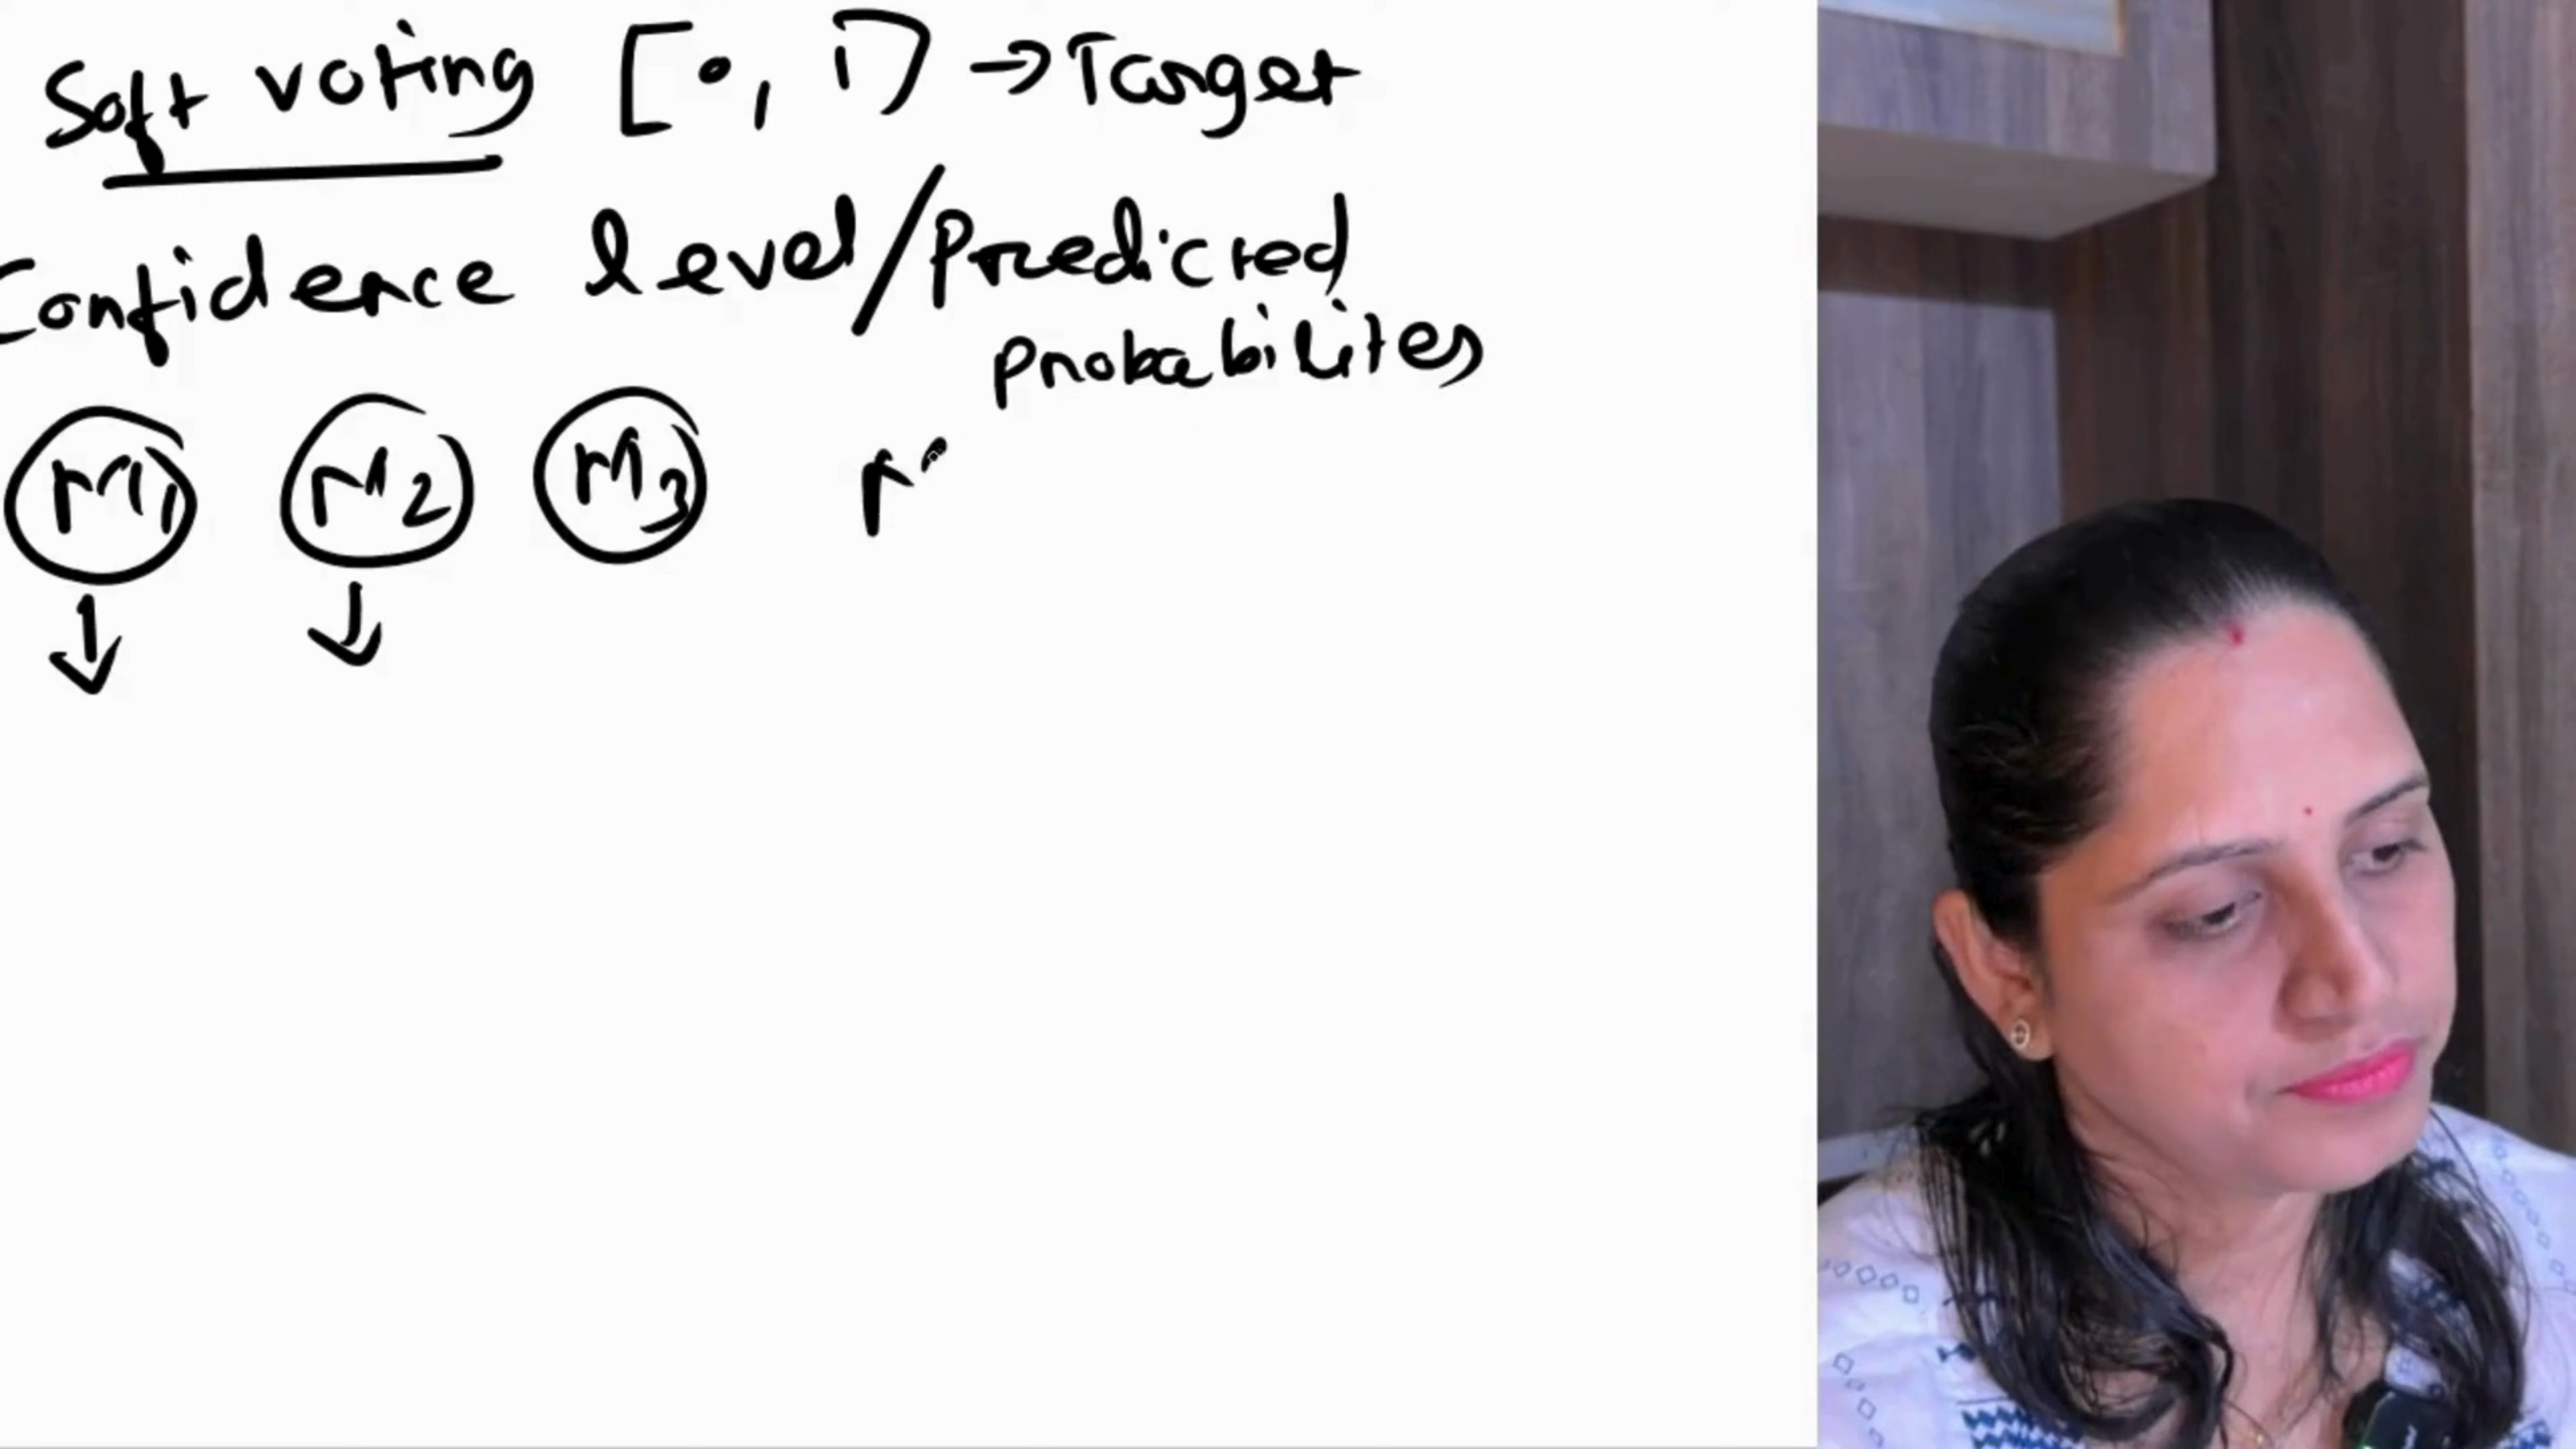 Soft voting [0, 1] → Target
Confidence level/Predicted
probabilites
M1 M2 M3